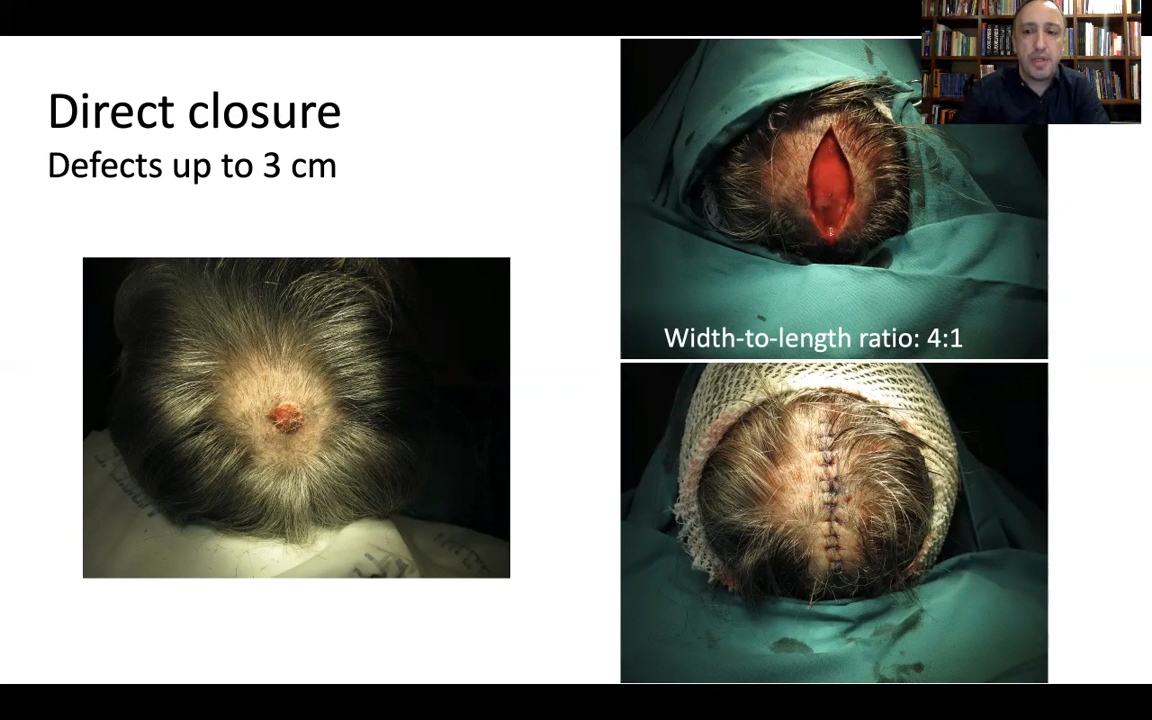 Direct closure
Defects up to 3 cm
Width-to-length ratio: 4:1